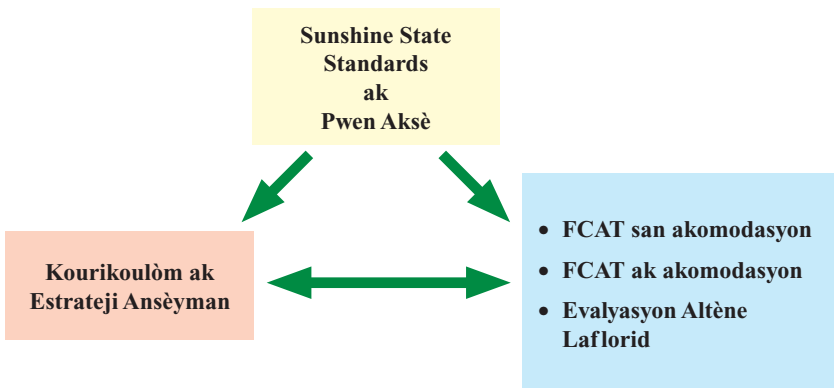 Sunshine State
Standards
ak
Pwen Aksè
Kourikoulòm ak
Estrateji Ansèyman
• FCAT san akomodasyon
• FCAT ak akomodasyon
• Evalyasyon Altène
Laflorid